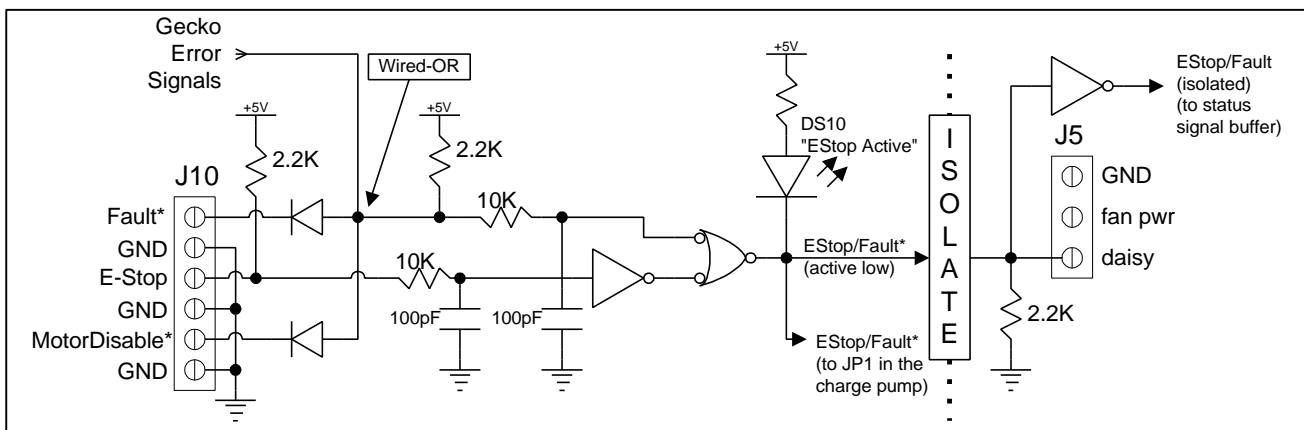 Gecko
Error
Signals
Wired-OR
+5V
2.2K
+5V
2.2K
J10
Fault*
GND
E-Stop
GND
MotorDisable*
GND
10K
10K
100pF
100pF
+5V
DS10
"EStop Active"
EStop/Fault*
(active low)
EStop/Fault*
(to JP1 in the
charge pump)
ISOLATE
2.2K
EStop/Fault
(isolated)
(to status
signal buffer)
J5
GND
fan pwr
daisy